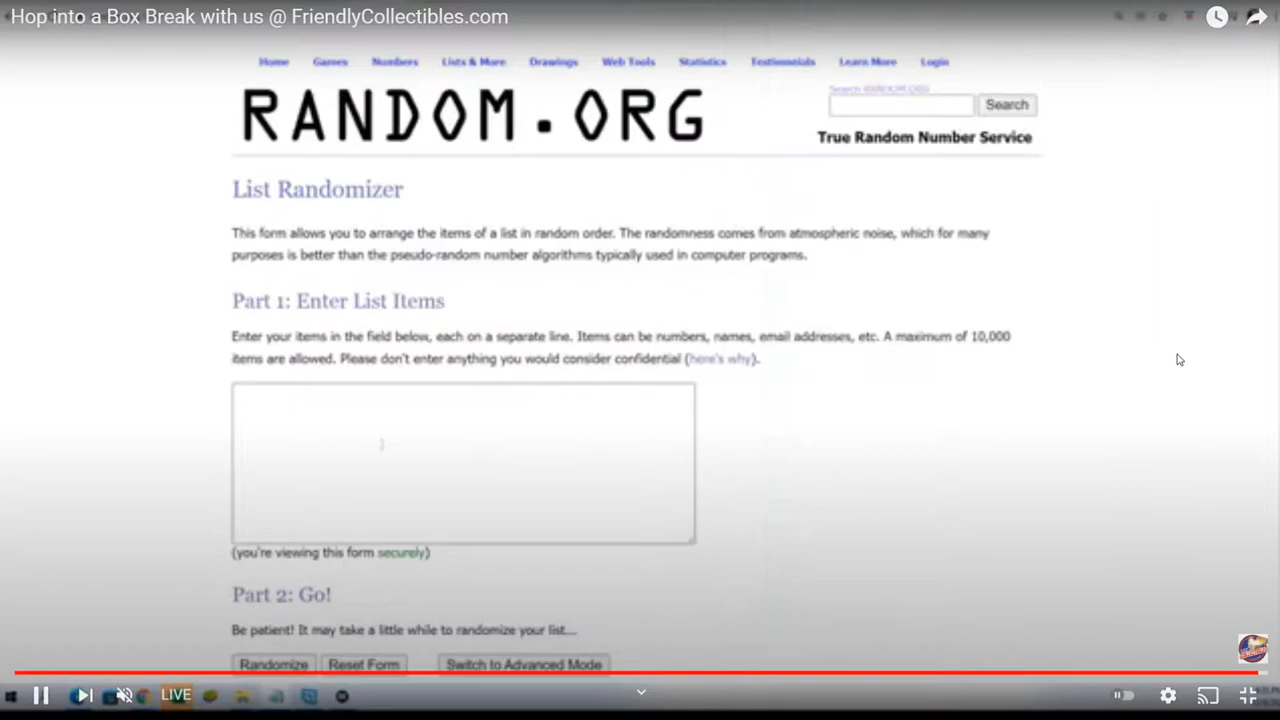 Hop into a Box Break with us @ FriendlyCollectibles.com
Home Games Numbers Lists & More Drawings Web Tools Statistics Testimonials Learn More Login
RANDOM.ORG
Search RANDOM.ORG
Search
True Random Number Service
List Randomizer
This form allows you to arrange the items of a list in random order. The randomness comes from atmospheric noise, which for many
purposes is better than the pseudo-random number algorithms typically used in computer programs.
Part 1: Enter List Items
Enter your items in the field below, each on a separate line. Items can be numbers, names, email addresses, etc. A maximum of 10,000
items are allowed. Please don't enter anything you would consider confidential (here's why).
(you're viewing this form securely)
Part 2: Go!
Be patient! It may take a little while to randomize your list...
Randomize Reset Form Switch to Advanced Mode
LIVE